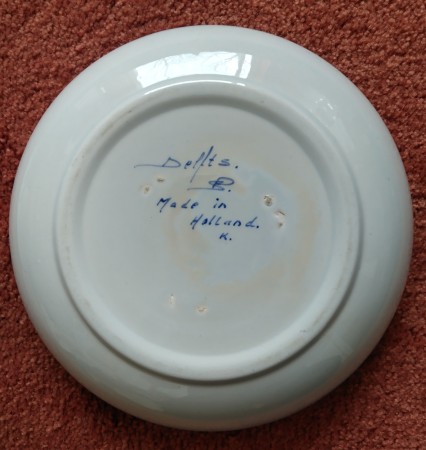 Delfts.
Made in
Holland.
K.